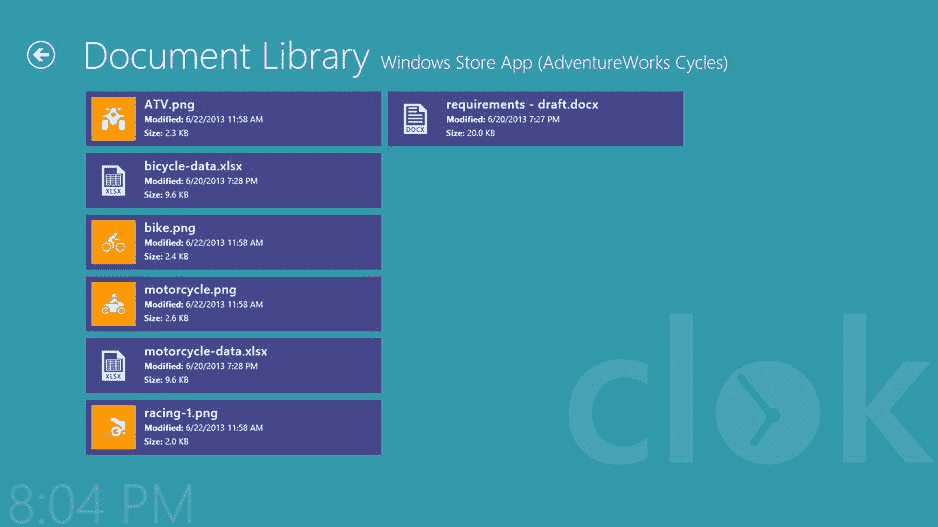 Document Library Windows Store App (AdventureWorks Cycles)
ATV.png
Modified: 6/22/2013 11:58 AM
Size: 2.3 KB
XLSX
bicycle-data.xlsx
Modified: 6/20/2013 7:28 PM
Size: 9.6 KB
bike.png
Modified: 6/22/2013 11:58 AM
Size: 2.4 KB
motorcycle.png
Modified: 6/22/2013 11:58 AM
Size: 2.6 KB
XLSX
motorcycle-data.xlsx
Modified: 6/20/2013 7:28 PM
Size: 9.6 KB
racing-1.png
Modified: 6/22/2013 11:58 AM
Size: 2.0 KB
DOCX
requirements - draft.docx
Modified: 6/20/2013 7:27 PM
Size: 20.0 KB
clok
8:04 PM